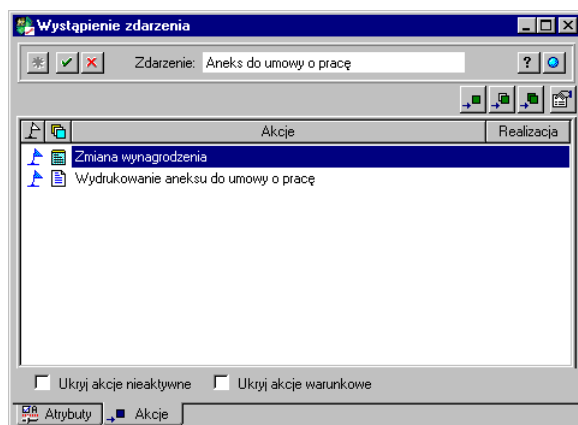 Wystąpienie zdarzenia
Zdarzenie: Aneks do umowy o pracę
?
Akcje Realizacja
Zmiana wynagrodzenia
Wydrukowanie aneksu do umowy o pracę
Ukryj akcje nieaktywne Ukryj akcje warunkowe
Atrybuty Akcje